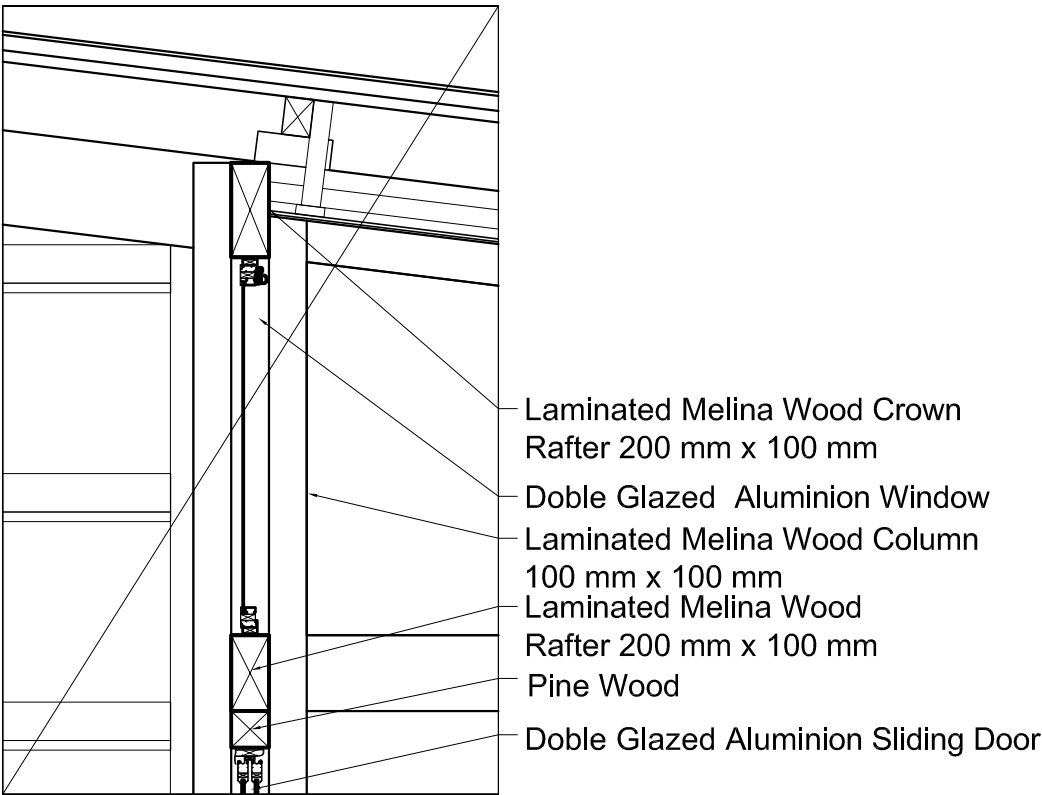 Laminated Melina Wood Crown
Rafter 200 mm x 100 mm
Doble Glazed Aluminion Window
Laminated Melina Wood Column
100 mm x 100 mm
Laminated Melina Wood
Rafter 200 mm x 100 mm
Pine Wood
Doble Glazed Aluminion Sliding Door